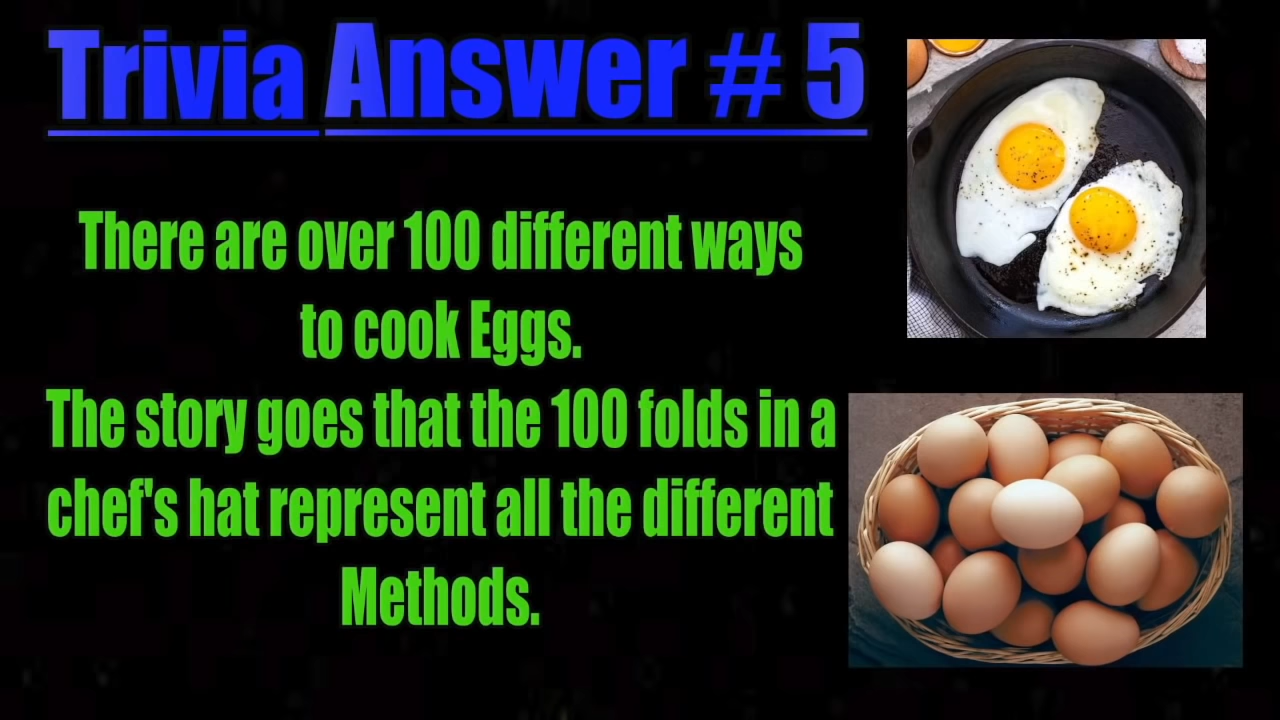 Trivia Answer # 5
There are over 100 different ways
to cook Eggs.
The story goes that the 100 folds in a
chef's hat represent all the different
Methods.